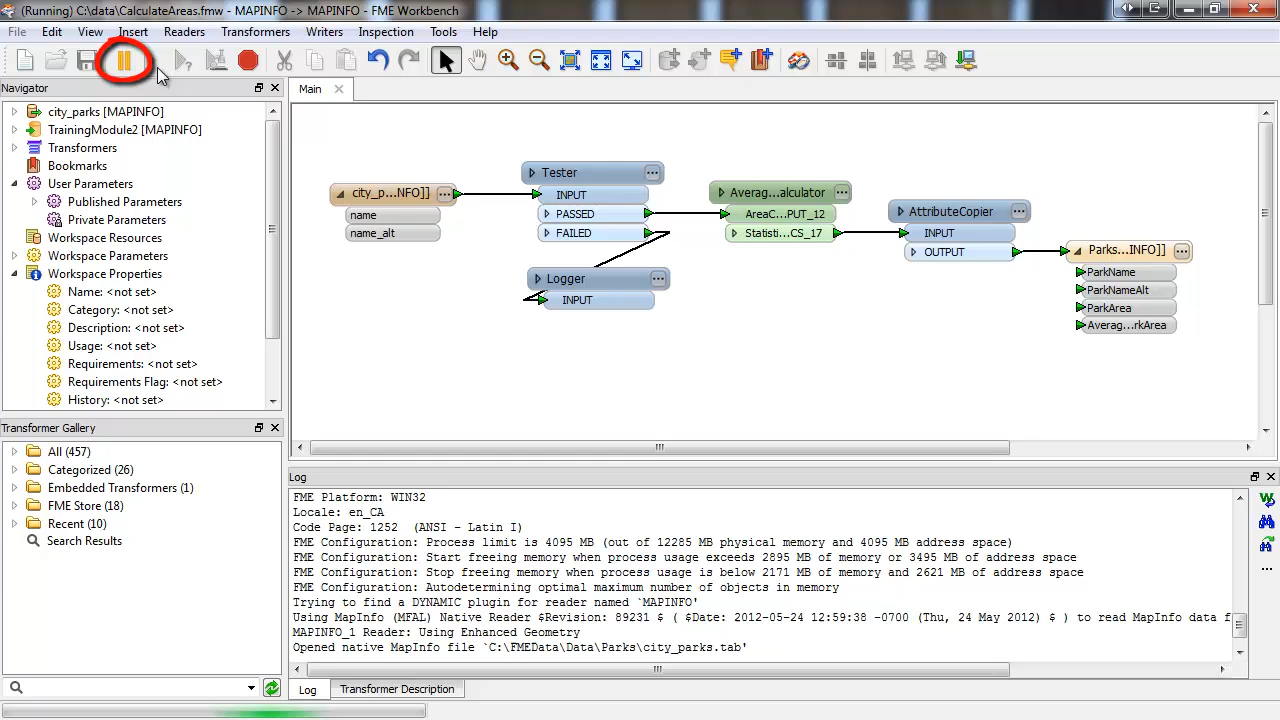 (Running) C:\data\CalculateAreas.fmw - MAPINFO -> MAPINFO - FME Workbench
File Edit View Insert Readers Transformers Writers Inspection Tools Help
Navigator
city_parks [MAPINFO]
TrainingModule2 [MAPINFO]
Transformers
Bookmarks
User Parameters
Published Parameters
Private Parameters
Workspace Resources
Workspace Parameters
Workspace Properties
Name: <not set>
Category: <not set>
Description: <not set>
Usage: <not set>
Requirements: <not set>
Requirements Flag: <not set>
History: <not set>
Transformer Gallery
All (457)
Categorized (26)
Embedded Transformers (1)
FME Store (18)
Recent (10)
Search Results
Main
city_p...NFO]]
name
name_alt
Tester
INPUT
PASSED
FAILED
Logger
INPUT
Averag...alculator
AreaC...PUT_12
Statisti...CS_17
AttributeCopier
INPUT
OUTPUT
Parks...INFO]]
ParkName
ParkNameAlt
ParkArea
Averag...rkArea
Log
FME Platform: WIN32
Locale: en_CA
Code Page: 1252 (ANSI - Latin I)
FME Configuration: Process limit is 4095 MB (out of 12285 MB physical memory and 4095 MB address space)
FME Configuration: Start freeing memory when process usage exceeds 2895 MB of memory or 3495 MB of address space
FME Configuration: Stop freeing memory when process usage is below 2171 MB of memory and 2621 MB of address space
FME Configuration: Autodetermining optimal maximum number of objects in memory
Trying to find a DYNAMIC plugin for reader named `MAPINFO'
Using MapInfo (MFAL) Native Reader $Revision: 89231 $ ( $Date: 2012-05-24 12:59:38 -0700 (Thu, 24 May 2012) $ ) to read MapInfo data f
MAPINFO_1 Reader: Using Enhanced Geometry
Opened native MapInfo file `C:\FMEData\Data\Parks\city_parks.tab'
Log Transformer Description